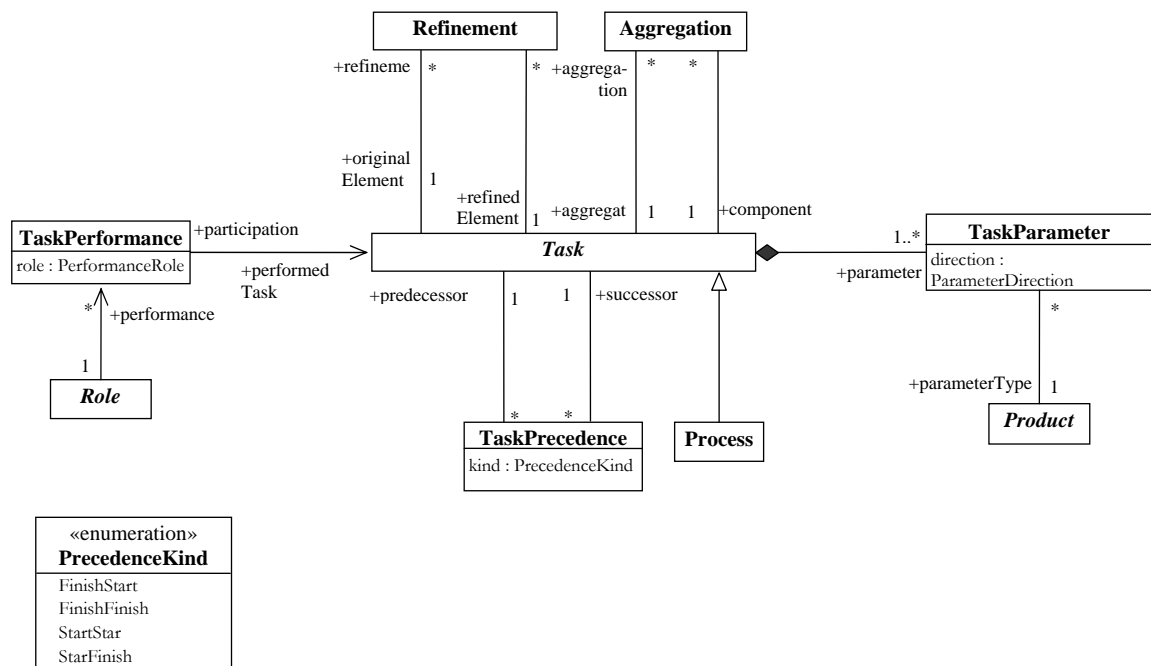 Refinement
Aggregation
+refineme
*
*
+aggrega-
tion
*
*
+original
Element
1
+refined
Element
1
+aggregat
1
1
+component
TaskPerformance
role : PerformanceRole
+participation
+performed
Task
Task
1..*
+parameter
TaskParameter
direction :
ParameterDirection
*
+performance
1
Role
+predecessor
1
1
+successor
*
+parameterType
1
Product
*
*
TaskPrecedence
kind : PrecedenceKind
Process
«enumeration»
PrecedenceKind
FinishStart
FinishFinish
StartStar
StarFinish